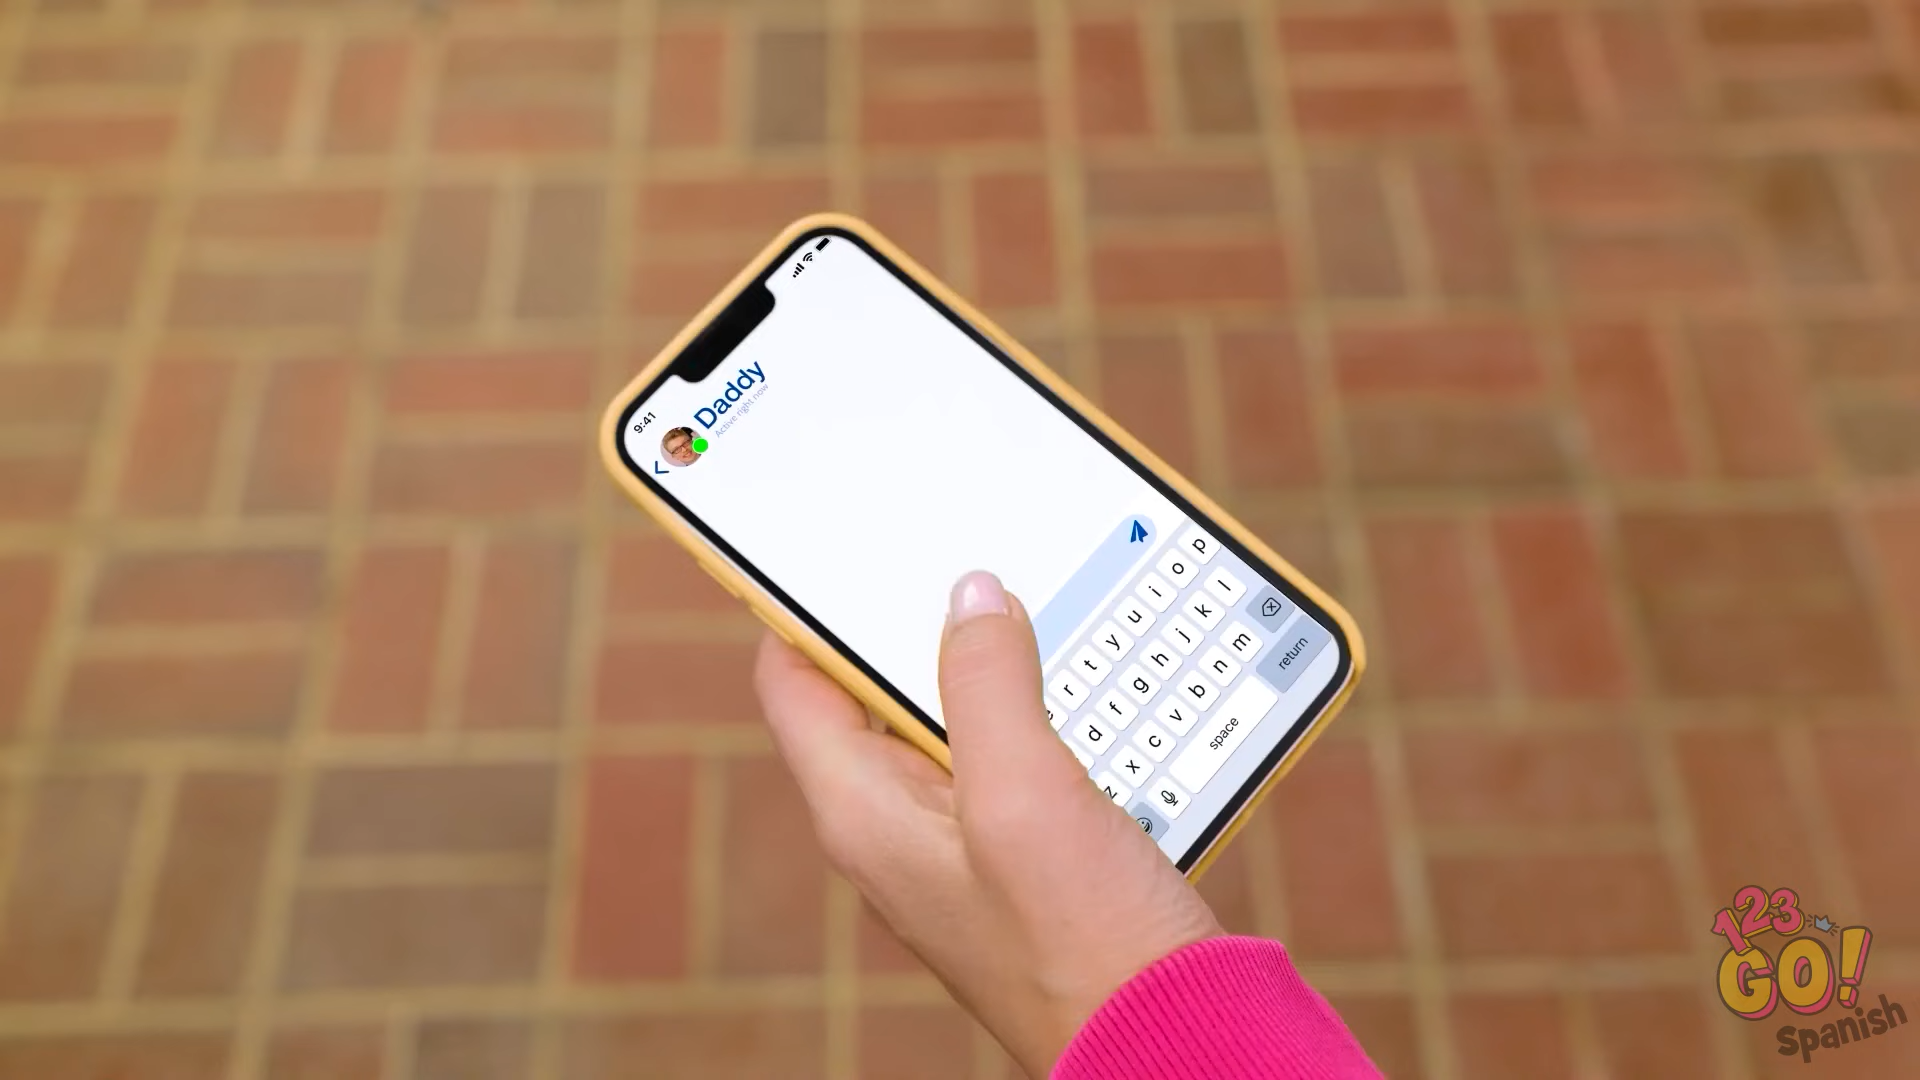 9:41
Daddy
Active right now
r t y u i o p
d f g h j k l
z x c v b n m
space return
123
GO!
Spanish